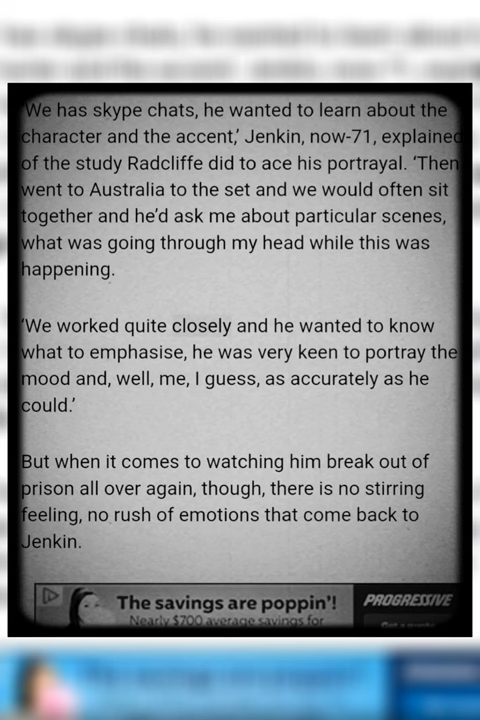 'We has skype chats, he wanted to learn about the
character and the accent,' Jenkin, now-71, explained
of the study Radcliffe did to ace his portrayal. 'Then
went to Australia to the set and we would often sit
together and he'd ask me about particular scenes,
what was going through my head while this was
happening.
'We worked quite closely and he wanted to know
what to emphasise, he was very keen to portray the
mood and, well, me, I guess, as accurately as he
could.'
But when it comes to watching him break out of
prison all over again, though, there is no stirring
feeling, no rush of emotions that come back to
Jenkin.
The savings are poppin'!
PROGRESSIVE
Nearly $700 average savings for